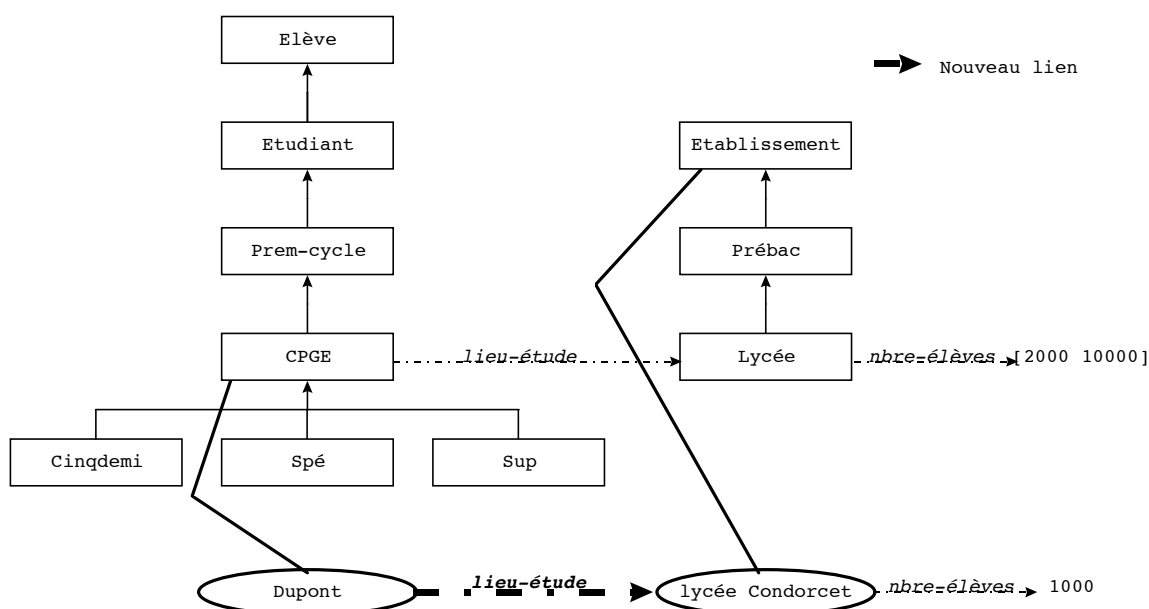 Elève
Nouveau lien
Etudiant
Etablissement
Prem-cycle
Prébac
CPGE
lieu-étude
Lycée
nbre-élèves
[2000 10000]
Cinqdemi
Spé
Sup
Dupont
lieu-étude
lycée Condorcet
nbre-élèves
1000